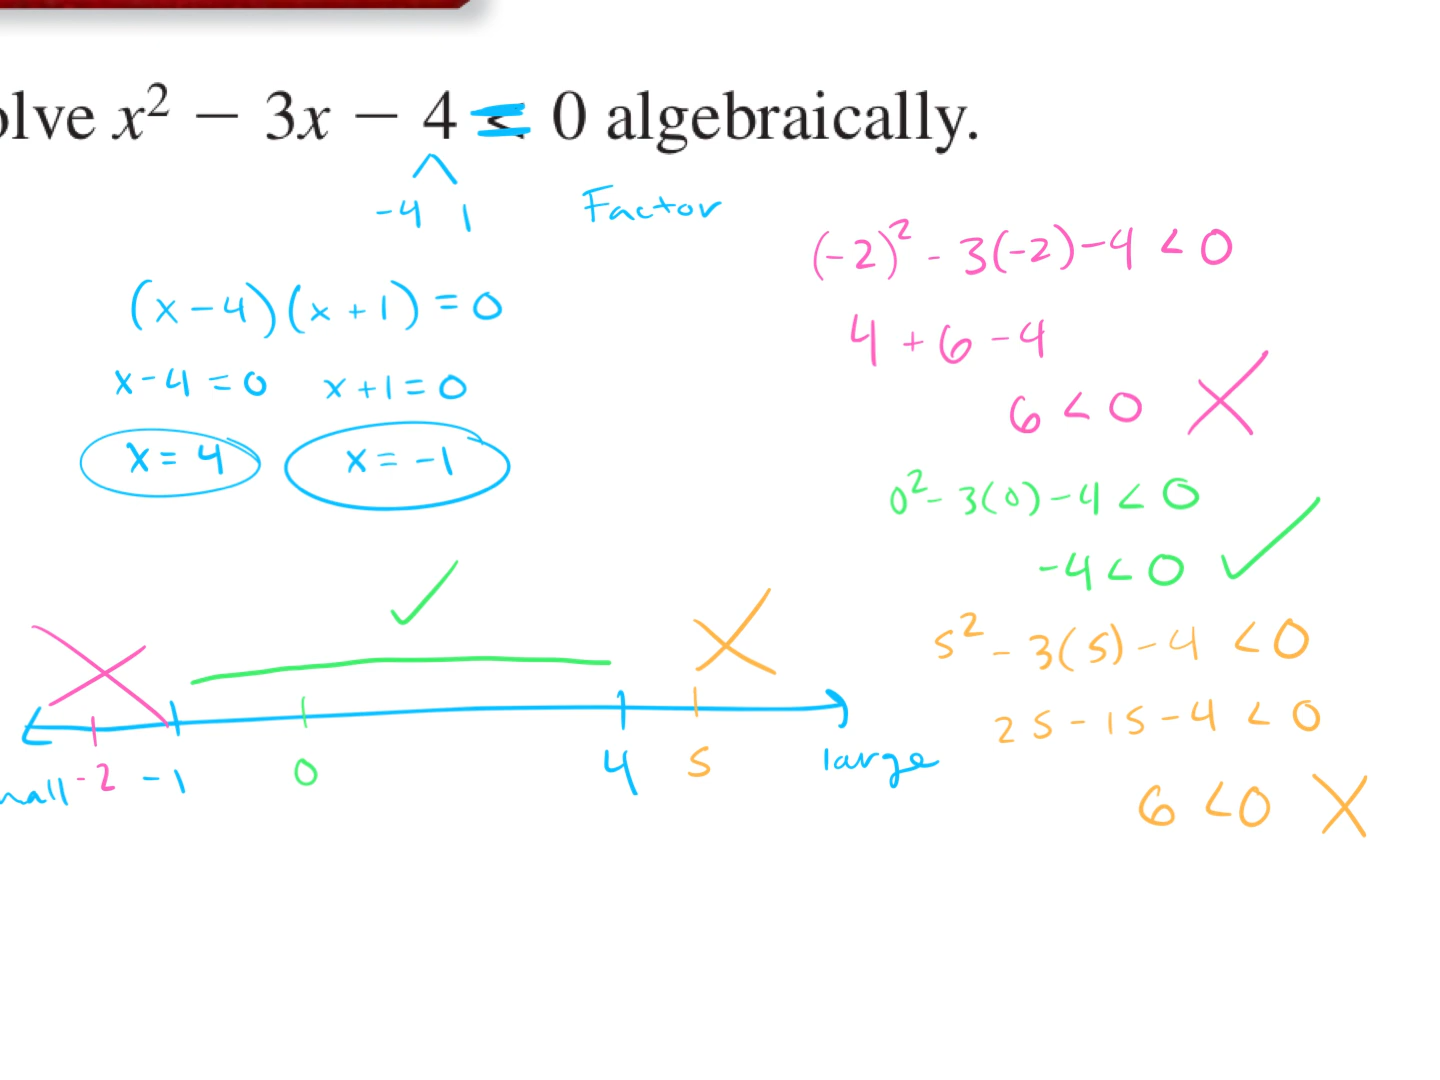 olve x² − 3x − 4 < 0 algebraically.
-4 1
Factor
(x-4)(x+1)=0
x-4=0 x+1=0
x=4 x=-1
(-2)²-3(-2)-4<0
4+6-4
6<0
0²-3(0)-4<0
-4<0
5²-3(5)-4<0
25-15-4<0
6<0
mall -2 -1 0 4 5 large